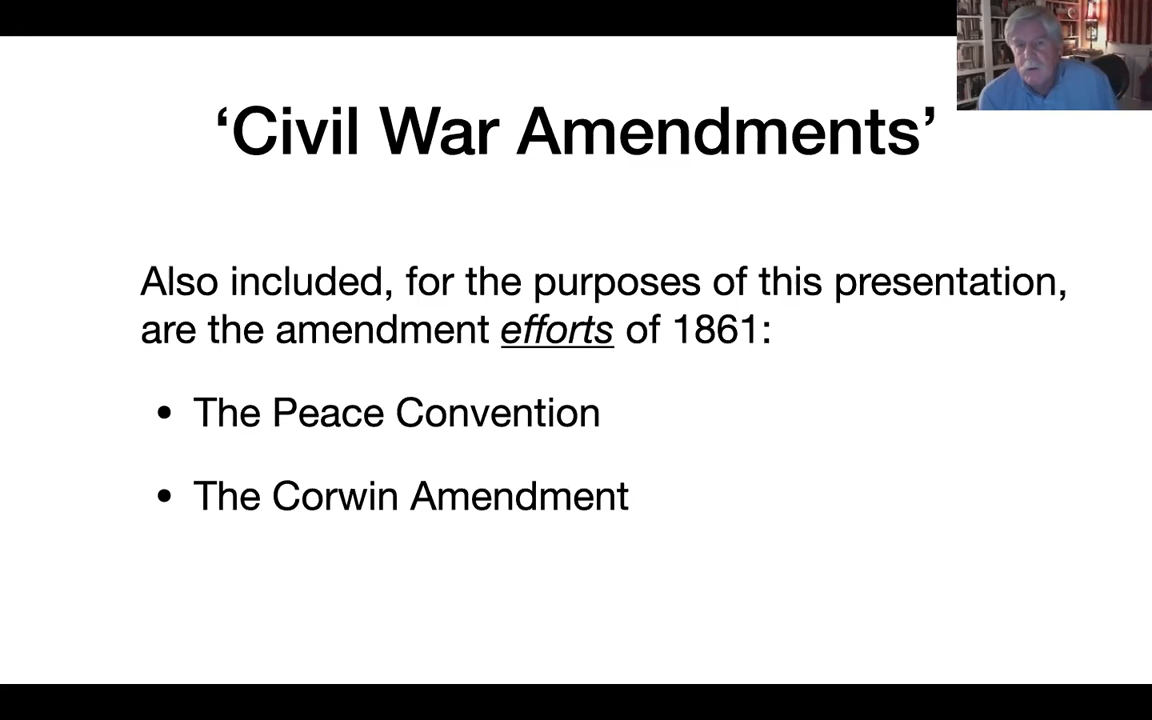 ‘Civil War Amendments’
Also included, for the purposes of this presentation,
are the amendment efforts of 1861:
• The Peace Convention
• The Corwin Amendment